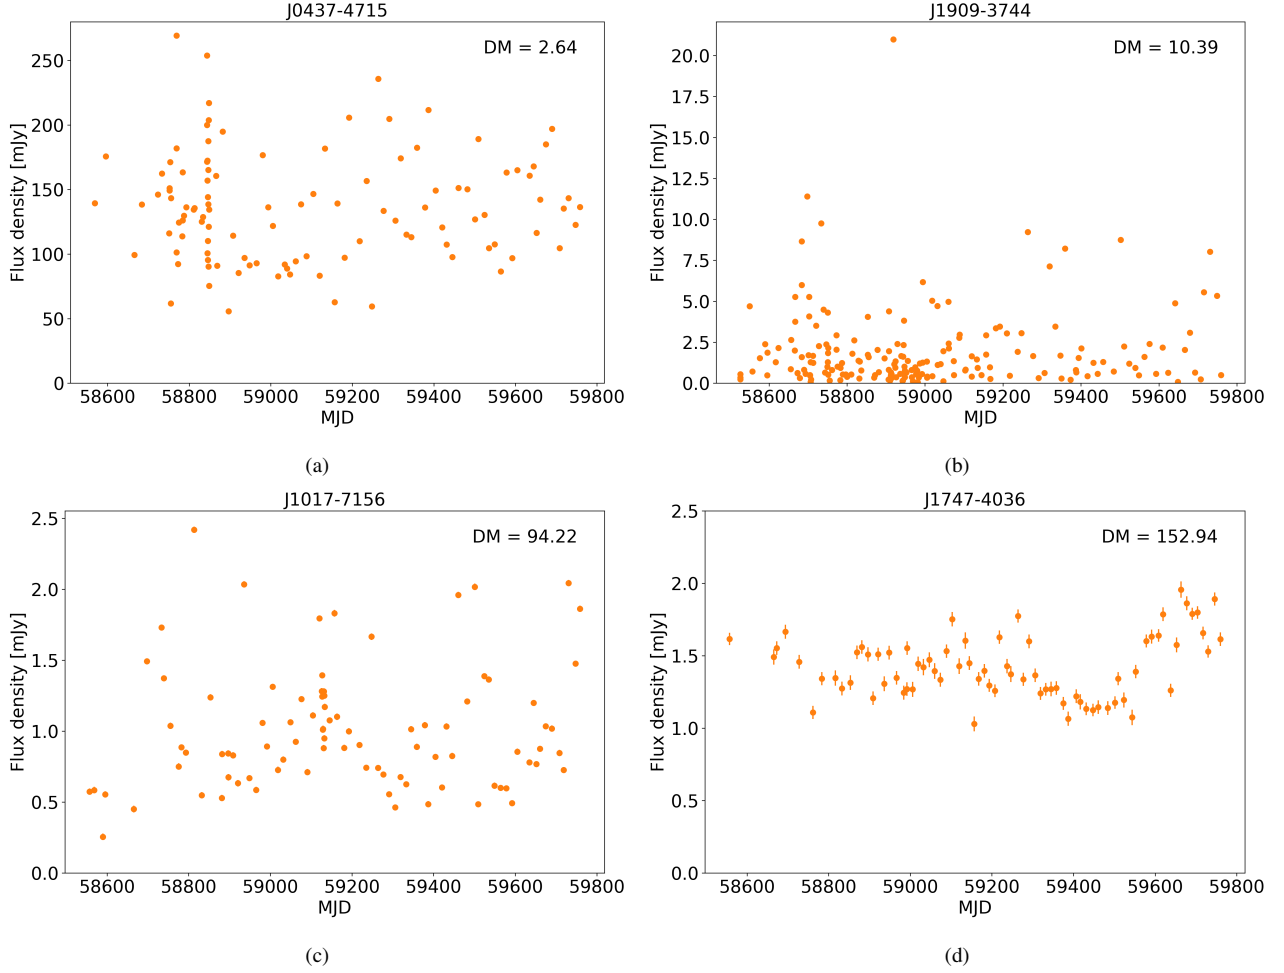 J0437-4715
DM = 2.64
Flux density [mJy]
250
200
150
100
50
0
58600 58800 59000 59200 59400 59600 59800
MJD
(a)
J1909-3744
DM = 10.39
Flux density [mJy]
20.0
17.5
15.0
12.5
10.0
7.5
5.0
2.5
0.0
58600 58800 59000 59200 59400 59600 59800
MJD
(b)
J1017-7156
DM = 94.22
Flux density [mJy]
2.5
2.0
1.5
1.0
0.5
0.0
58600 58800 59000 59200 59400 59600 59800
MJD
(c)
J1747-4036
DM = 152.94
Flux density [mJy]
2.5
2.0
1.5
1.0
0.5
0.0
58600 58800 59000 59200 59400 59600 59800
MJD
(d)